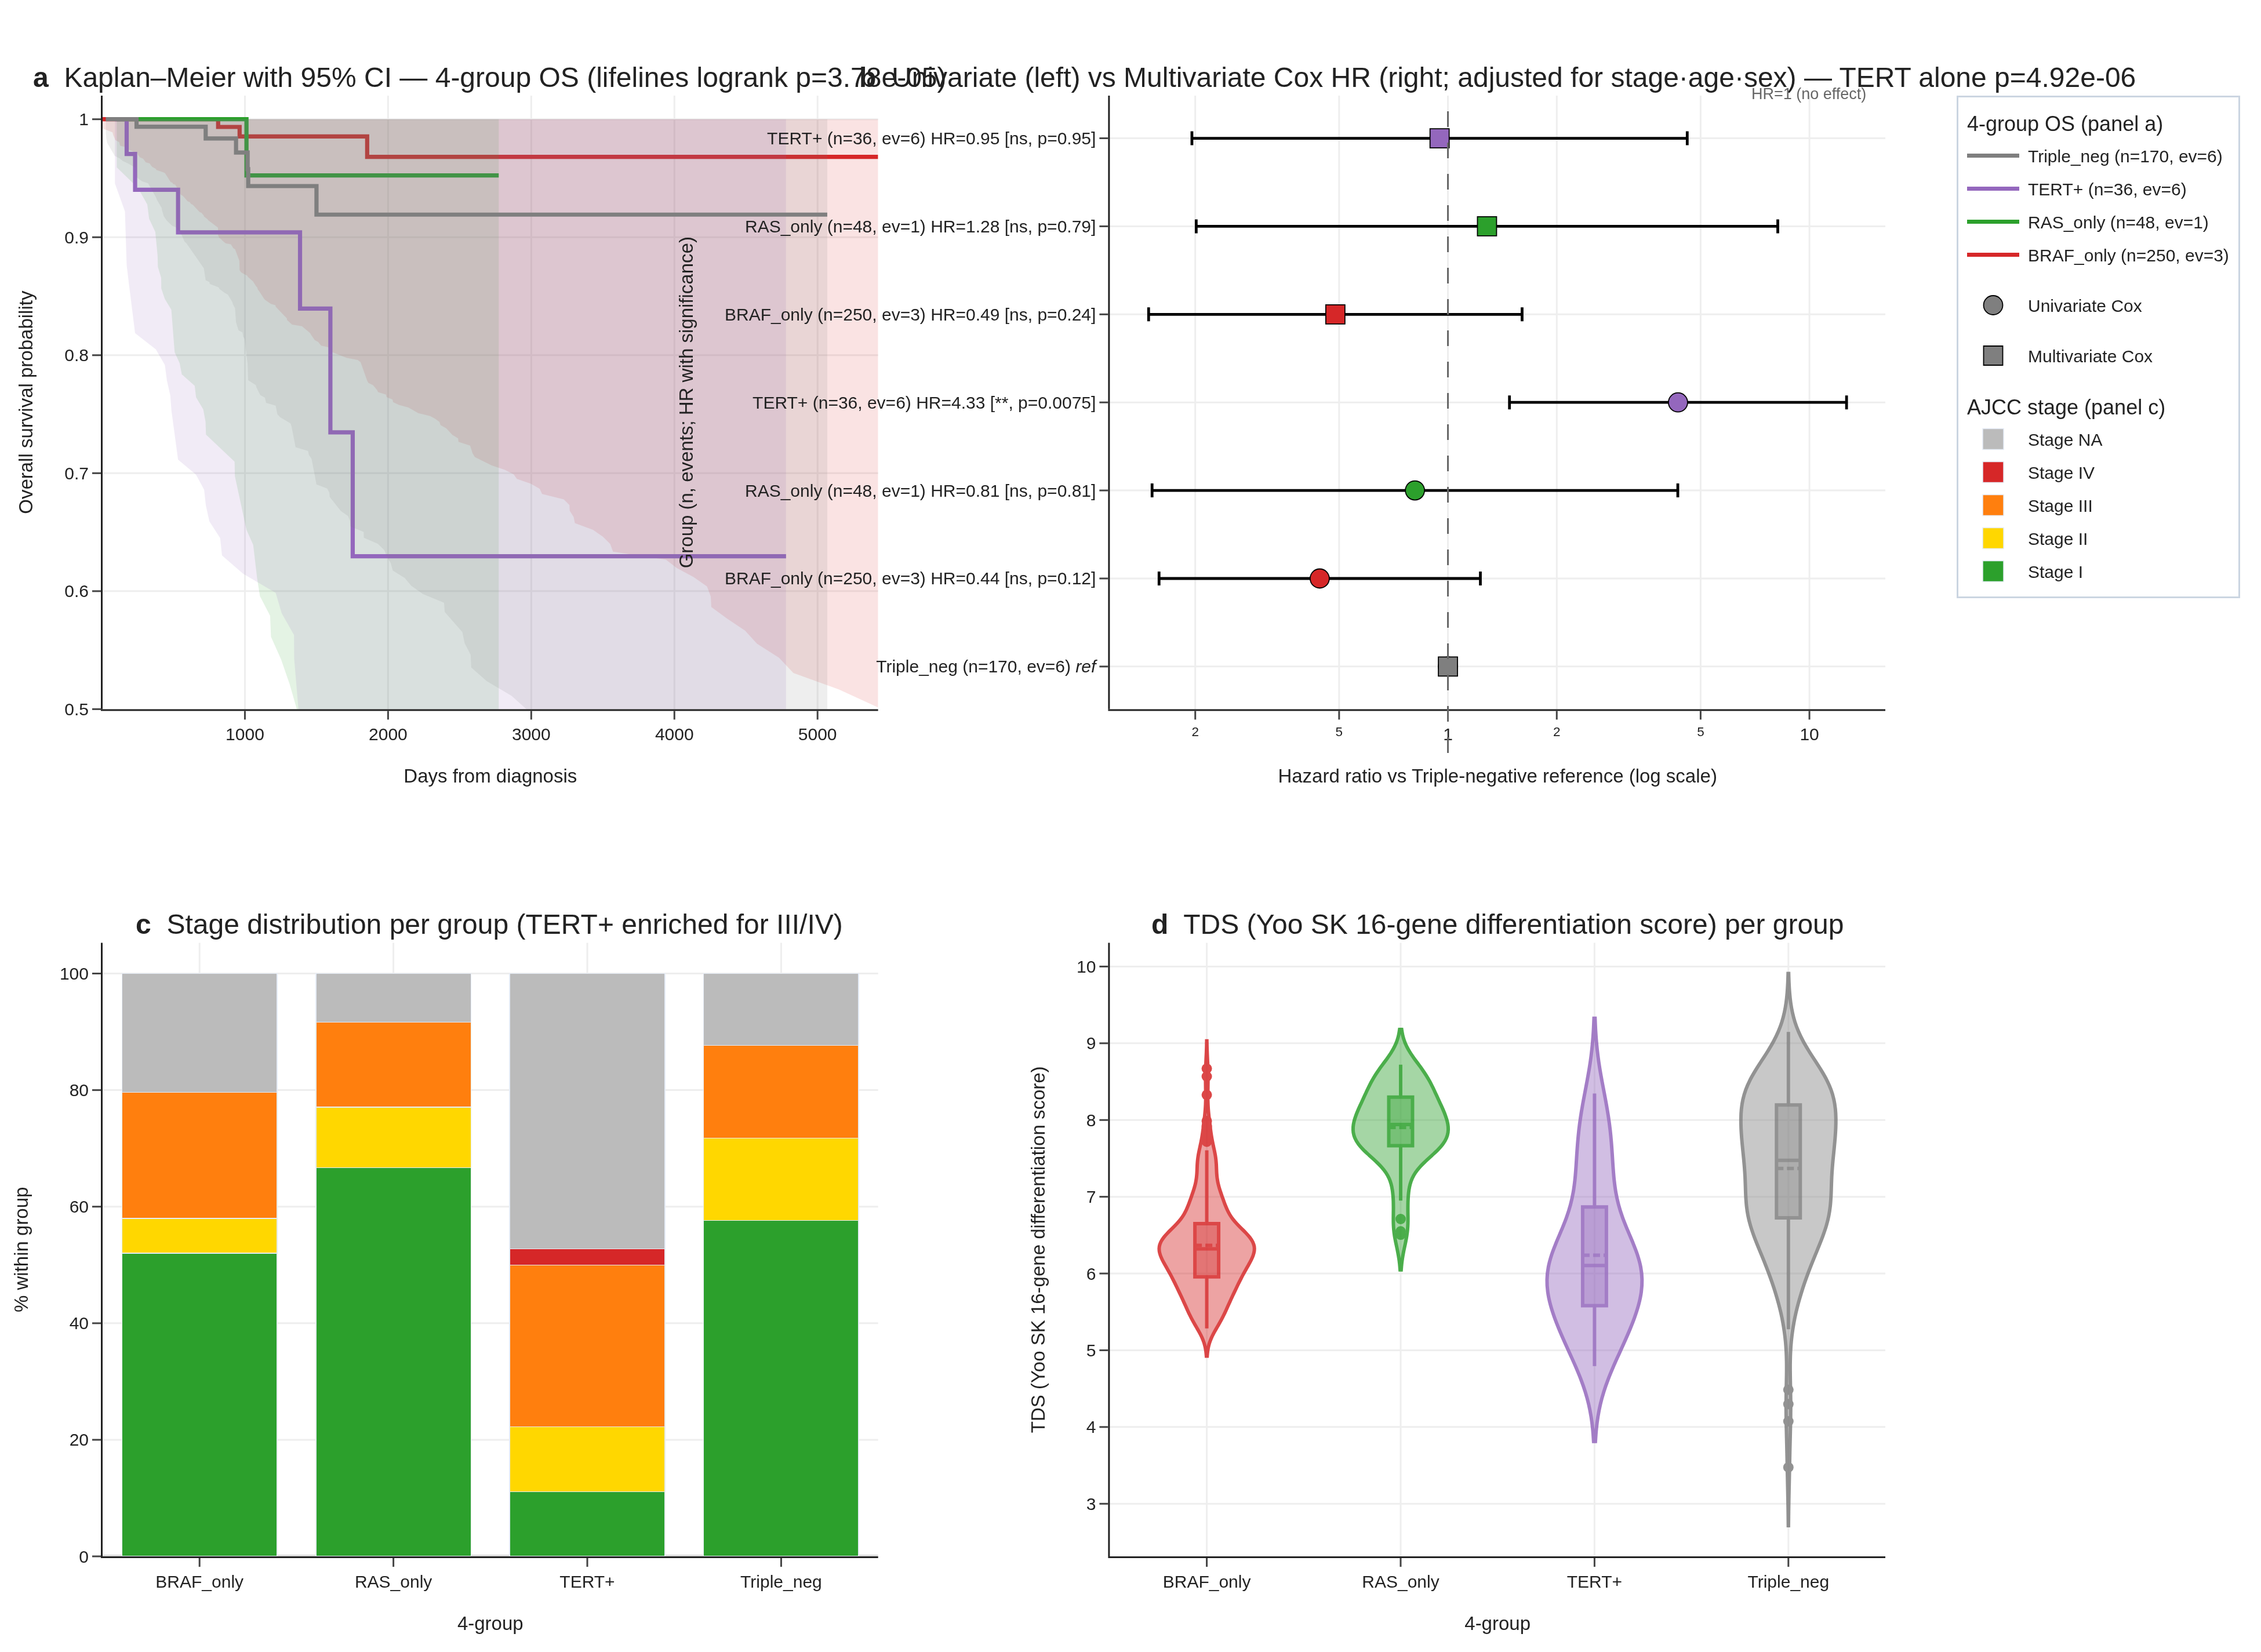 a Kaplan–Meier with 95% CI — 4-group OS (lifelines logrank p=3.78e-05)
b Univariate (left) vs Multivariate Cox HR (right; adjusted for stage·age·sex) — TERT alone p=4.92e-06
HR=1 (no effect)
Overall survival probability
1
0.9
0.8
0.7
0.6
0.5
1000
2000
3000
4000
5000
Days from diagnosis
Group (n, events; HR with significance)
TERT+ (n=36, ev=6) HR=0.95 [ns, p=0.95]
RAS_only (n=48, ev=1) HR=1.28 [ns, p=0.79]
BRAF_only (n=250, ev=3) HR=0.49 [ns, p=0.24]
TERT+ (n=36, ev=6) HR=4.33 [**, p=0.0075]
RAS_only (n=48, ev=1) HR=0.81 [ns, p=0.81]
BRAF_only (n=250, ev=3) HR=0.44 [ns, p=0.12]
Triple_neg (n=170, ev=6) ref
2
5
1
2
5
10
Hazard ratio vs Triple-negative reference (log scale)
4-group OS (panel a)
Triple_neg (n=170, ev=6)
TERT+ (n=36, ev=6)
RAS_only (n=48, ev=1)
BRAF_only (n=250, ev=3)
Univariate Cox
Multivariate Cox
AJCC stage (panel c)
Stage NA
Stage IV
Stage III
Stage II
Stage I
c Stage distribution per group (TERT+ enriched for III/IV)
% within group
100
80
60
40
20
0
BRAF_only
RAS_only
TERT+
Triple_neg
4-group
d TDS (Yoo SK 16-gene differentiation score) per group
TDS (Yoo SK 16-gene differentiation score)
10
9
8
7
6
5
4
3
BRAF_only
RAS_only
TERT+
Triple_neg
4-group